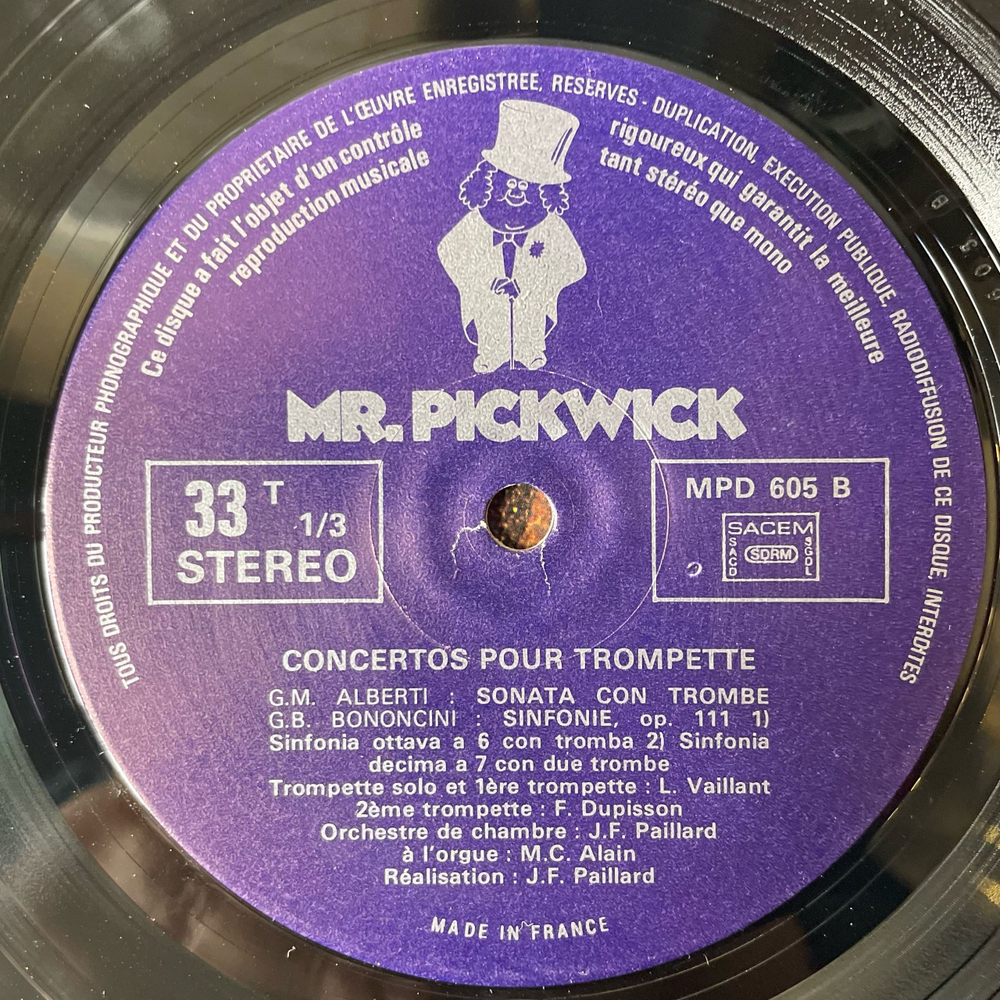 TOUS DROITS DU PRODUCTEUR PHONOGRAPHIQUE ET DU PROPRIETAIRE DE L'ŒUVRE ENREGISTREE, RESERVES - DUPLICATION, EXECUTION PUBLIQUE, RADIODIFFUSION DE CE DISQUE, INTERDITES
Ce disque a fait l'objet d'un contrôle rigoureux qui garantit la meilleure
reproduction musicale tant stéréo que mono
MR. PICKWICK
33 T
1/3
STEREO
MPD 605 B
SACEM
SACD
SDRM
SGDL
CONCERTOS POUR TROMPETTE
G.M. ALBERTI : SONATA CON TROMBE
G.B. BONONCINI : SINFONIE, op. 111 1)
Sinfonia ottava a 6 con tromba 2) Sinfonia
decima a 7 con due trombe
Trompette solo et 1ère trompette : L. Vaillant
2ème trompette : F. Dupisson
Orchestre de chambre : J.F. Paillard
à l'orgue : M.C. Alain
Réalisation : J.F. Paillard
MADE IN FRANCE